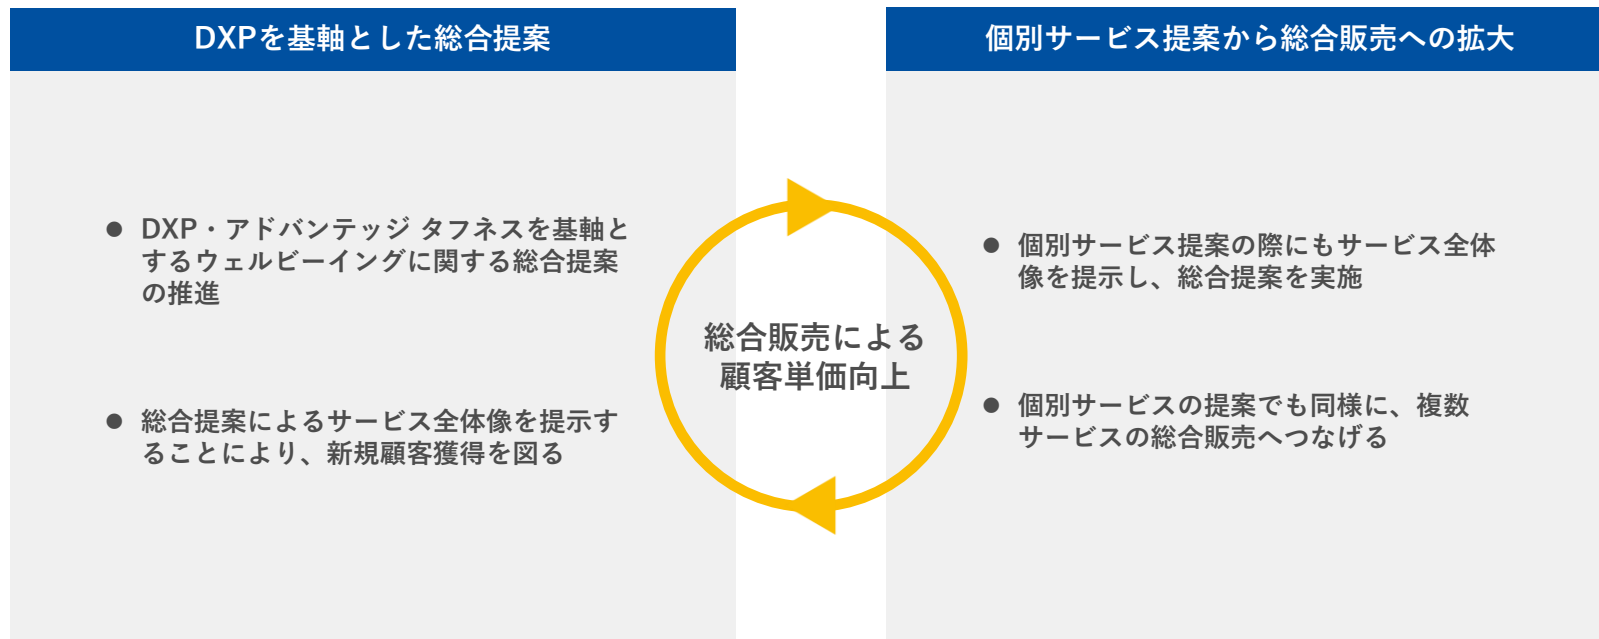 DXPを基軸とした総合提案
● DXP・アドバンテッジ タフネスを基軸と
するウェルビーイングに関する総合提案
の推進
● 総合提案によるサービス全体像を提示す
ることにより、新規顧客獲得を図る
総合販売による
顧客単価向上
個別サービス提案から総合販売への拡大
● 個別サービス提案の際にもサービス全体
像を提示し、総合提案を実施
● 個別サービスの提案でも同様に、複数
サービスの総合販売へつなげる